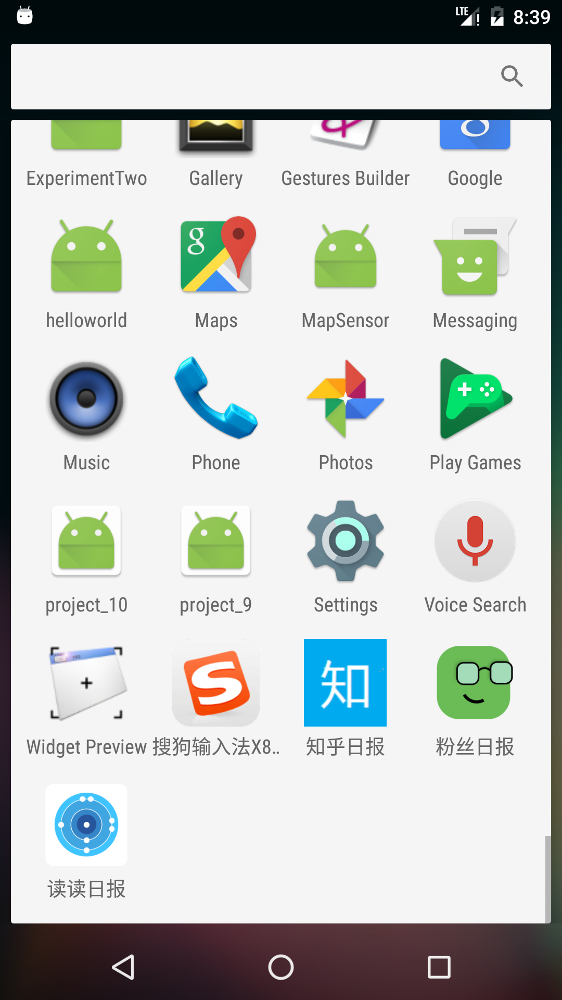 LTE 8:39
ExperimentTwo Gallery Gestures Builder Google
helloworld Maps MapSensor Messaging
Music Phone Photos Play Games
project_10 project_9 Settings Voice Search
知
Widget Preview 搜狗输入法X8… 知乎日报 粉丝日报
读读日报